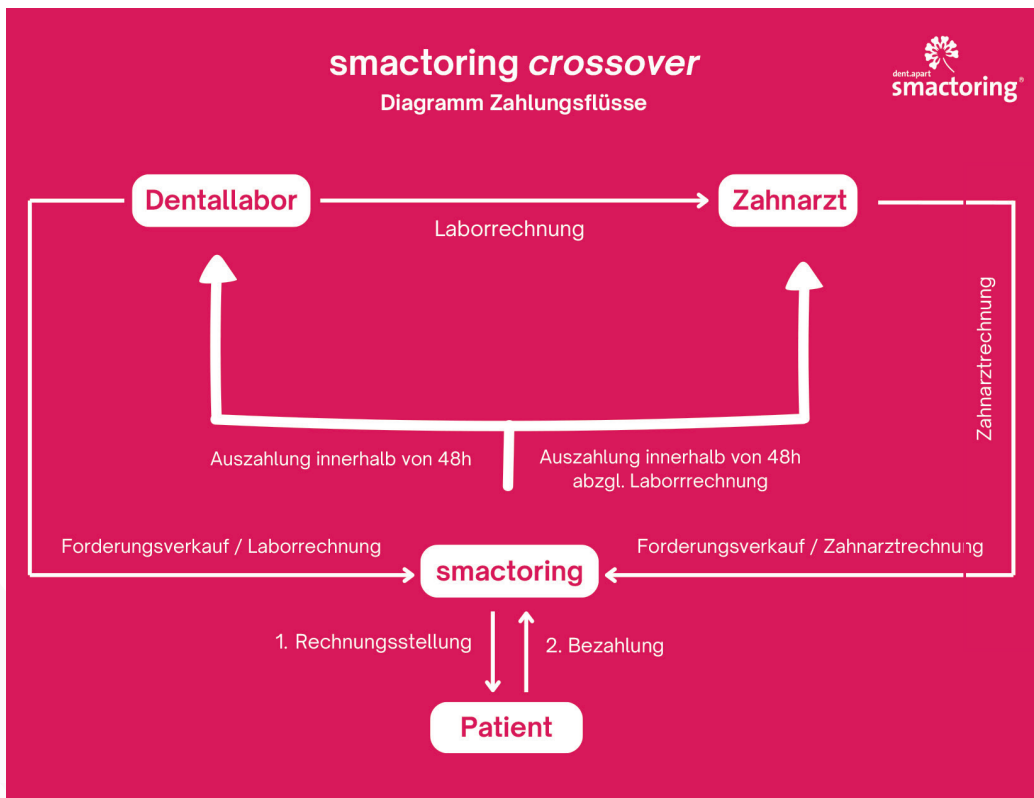 smactoring crossover
Diagramm Zahlungsflüsse
dent.apart
smactoring®
Dentallabor
Zahnarzt
Laborrechnung
Zahnarztrechnung
Auszahlung innerhalb von 48h
Auszahlung innerhalb von 48h
abzgl. Laborrrechnung
Forderungsverkauf / Laborrechnung
Forderungsverkauf / Zahnarztrechnung
smactoring
1. Rechnungsstellung
2. Bezahlung
Patient